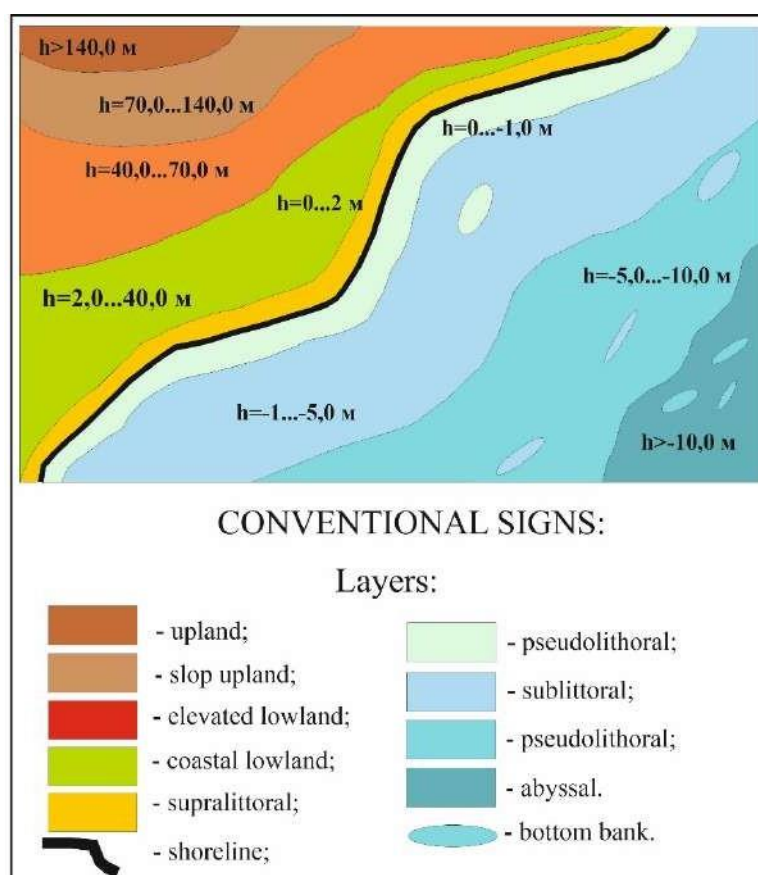 h>140,0 м
h=70,0...140,0 м
h=0...-1,0 м
h=40,0...70,0 м
h=0...2 м
h=-5,0...-10,0 м
h=2,0...40,0 м
h=-1...-5,0 м
h>-10,0 м
CONVENTIONAL SIGNS:
Layers:
- upland;
- slop upland;
- elevated lowland;
- coastal lowland;
- supralittoral;
- shoreline;
- pseudolithoral;
- sublittoral;
- pseudolithoral;
- abyssal.
- bottom bank.